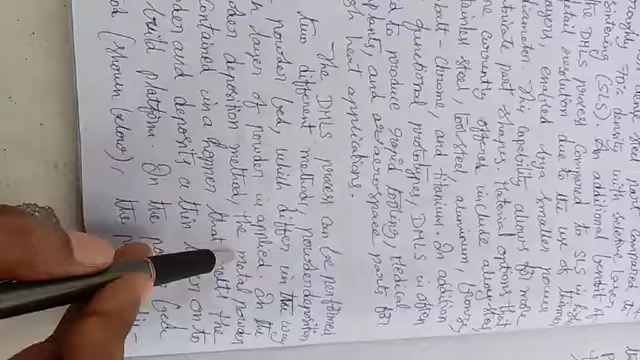 roughly 70% density with selective laser
sintering (SLS). An additional benefit of
the DMLS process compared to SLS is higher
detail resolution due to the use of thinner
layers, enabled by a smaller powder
diameter. This capability allows for more
intricate part shapes. Material options that
are currently offered include alloy steel
stainless steel, tool steel, aluminum, bronze,
cobalt-chrome, and titanium. In addition
functional prototypes, DMLS is often
used to produce rapid tooling, medical
implants, and aerospace parts for
high heat applications.
The DMLS process can be performed
two different methods, powder deposition
powder bed, which differ in the way
layer of powder is applied. In the
powder deposition method, the metal powder
contained in a hopper that melt, the
powder and deposits a thin on to
build platform. In the bed
(shown below), the